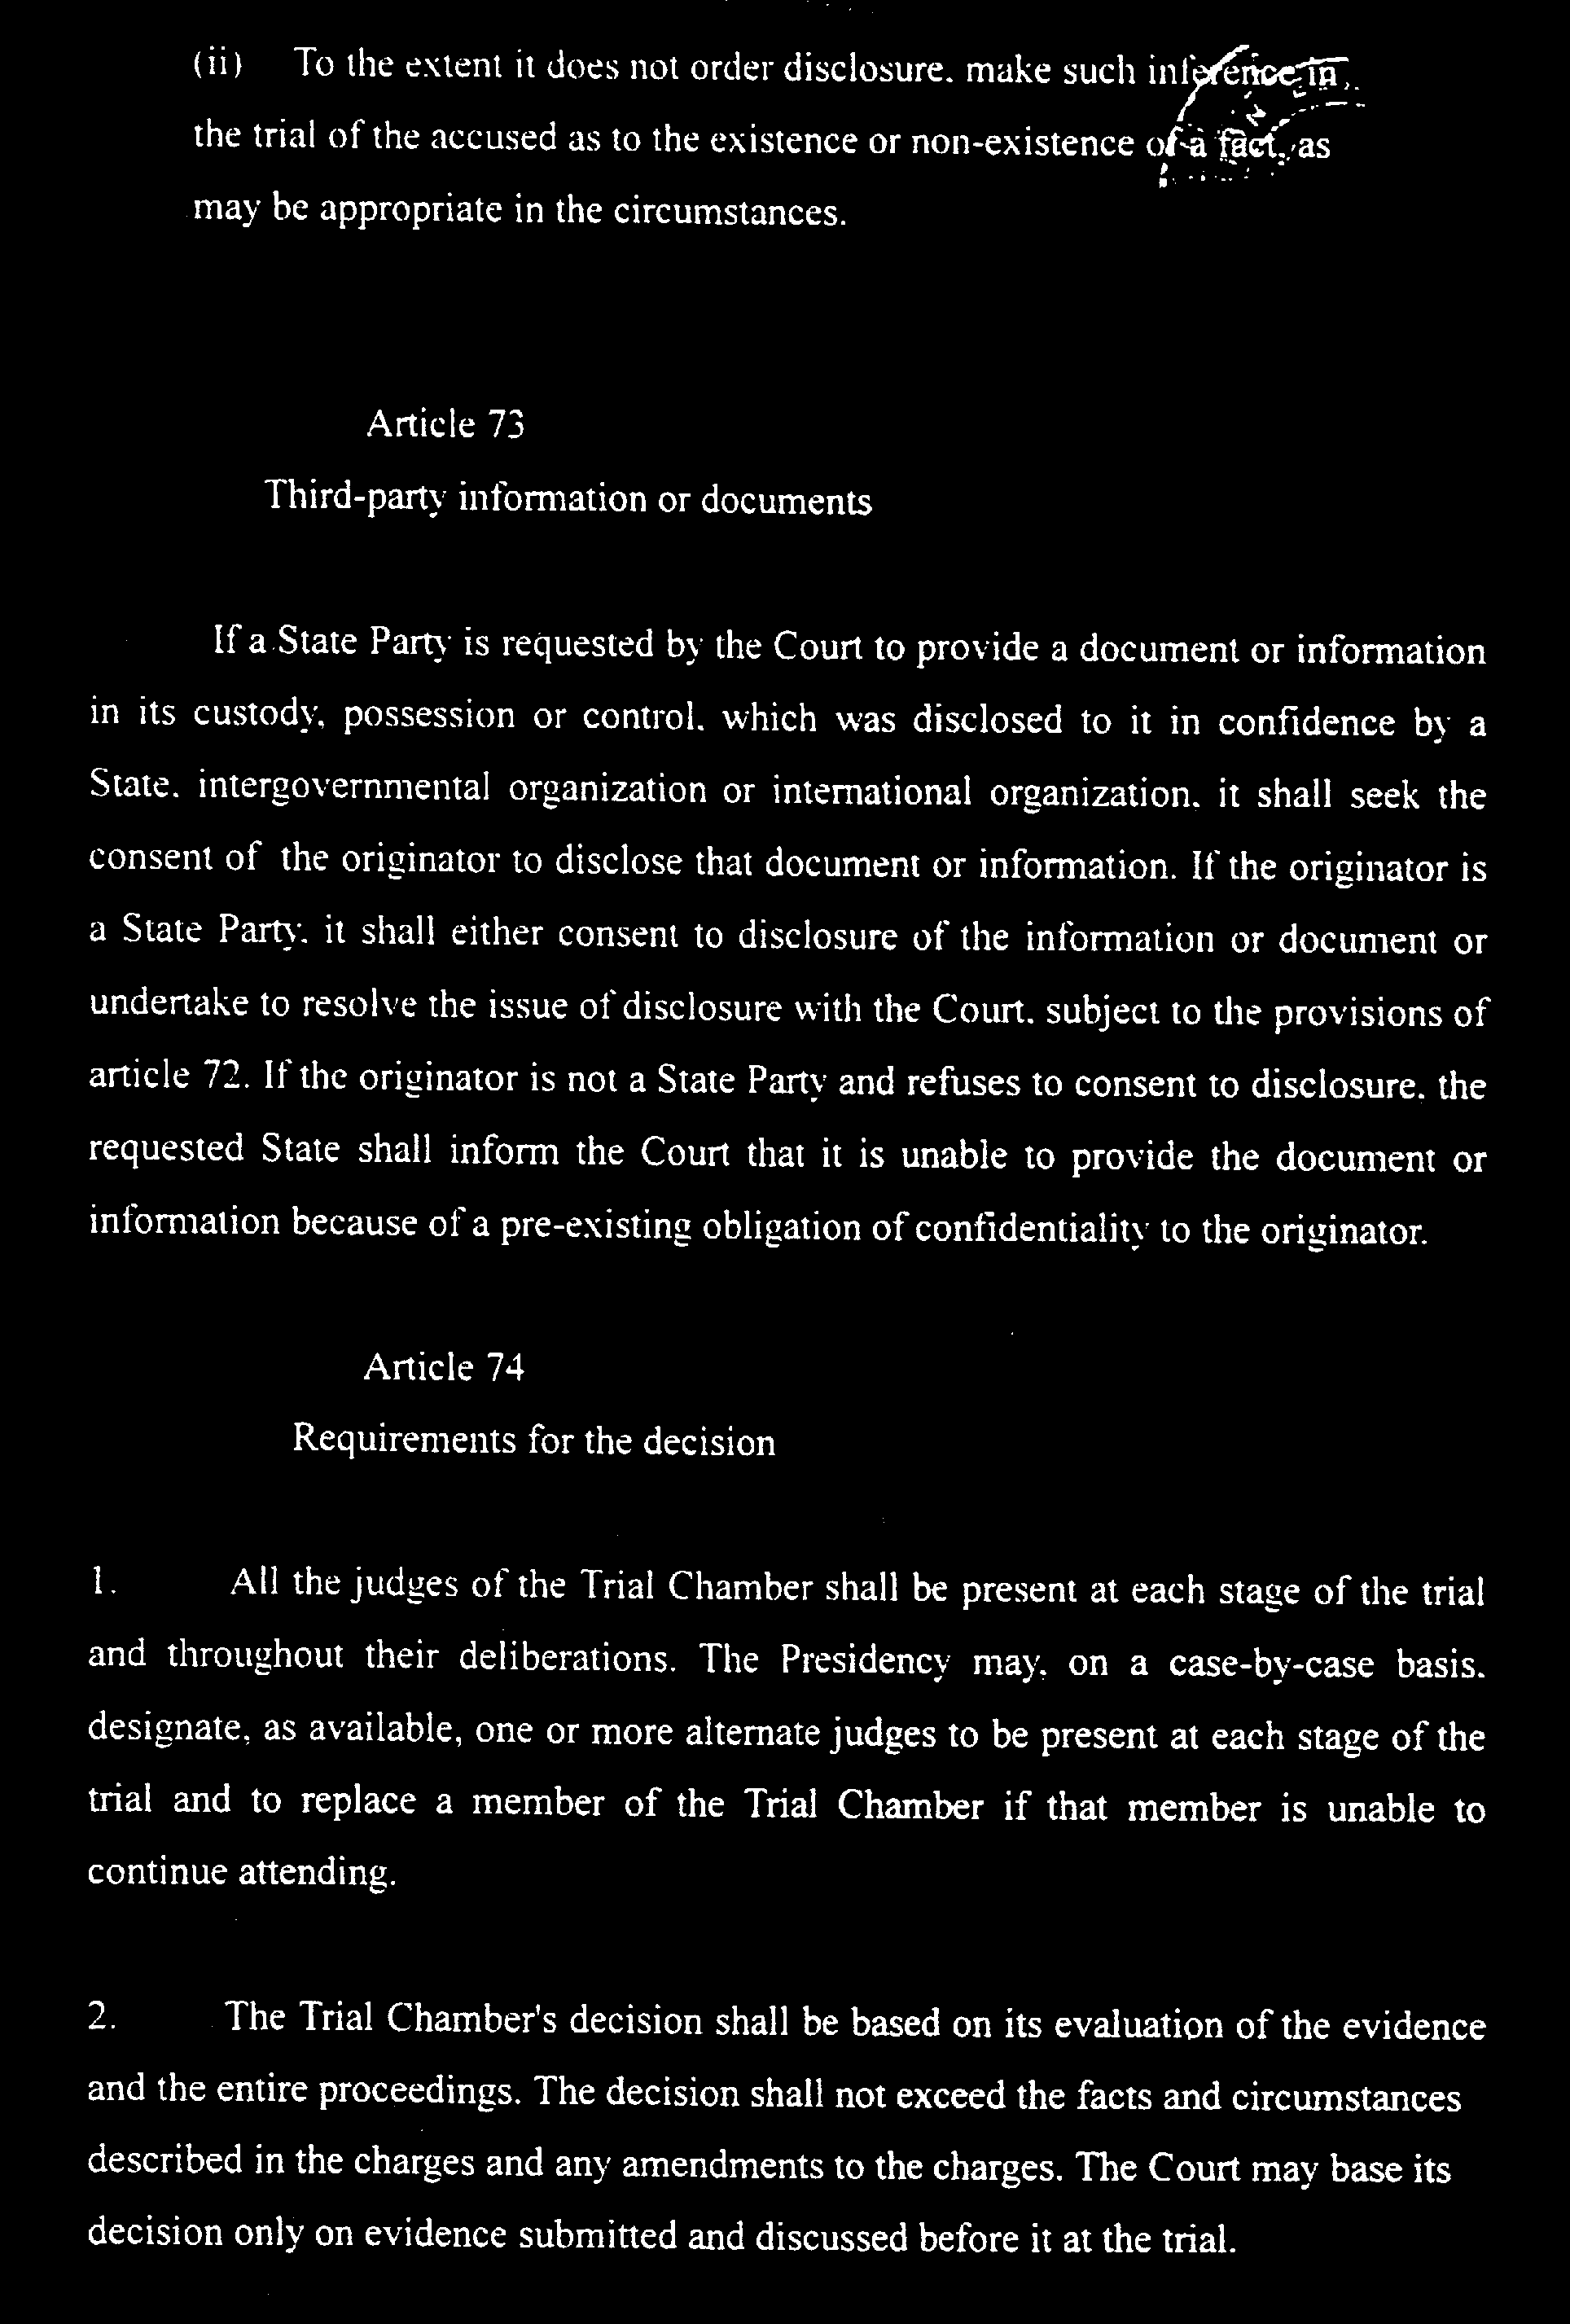 (ii) To the extent it does not order disclosure, make such inference in
the trial of the accused as to the existence or non-existence of a fact, as
may be appropriate in the circumstances.
Article 73
Third-party information or documents
If a State Party is requested by the Court to provide a document or information
in its custody, possession or control, which was disclosed to it in confidence by a
State, intergovernmental organization or international organization, it shall seek the
consent of the originator to disclose that document or information. If the originator is
a State Party, it shall either consent to disclosure of the information or document or
undertake to resolve the issue of disclosure with the Court, subject to the provisions of
article 72. If the originator is not a State Party and refuses to consent to disclosure, the
requested State shall inform the Court that it is unable to provide the document or
information because of a pre-existing obligation of confidentiality to the originator.
Article 74
Requirements for the decision
1. All the judges of the Trial Chamber shall be present at each stage of the trial
and throughout their deliberations. The Presidency may, on a case-by-case basis,
designate, as available, one or more alternate judges to be present at each stage of the
trial and to replace a member of the Trial Chamber if that member is unable to
continue attending.
2. The Trial Chamber's decision shall be based on its evaluation of the evidence
and the entire proceedings. The decision shall not exceed the facts and circumstances
described in the charges and any amendments to the charges. The Court may base its
decision only on evidence submitted and discussed before it at the trial.